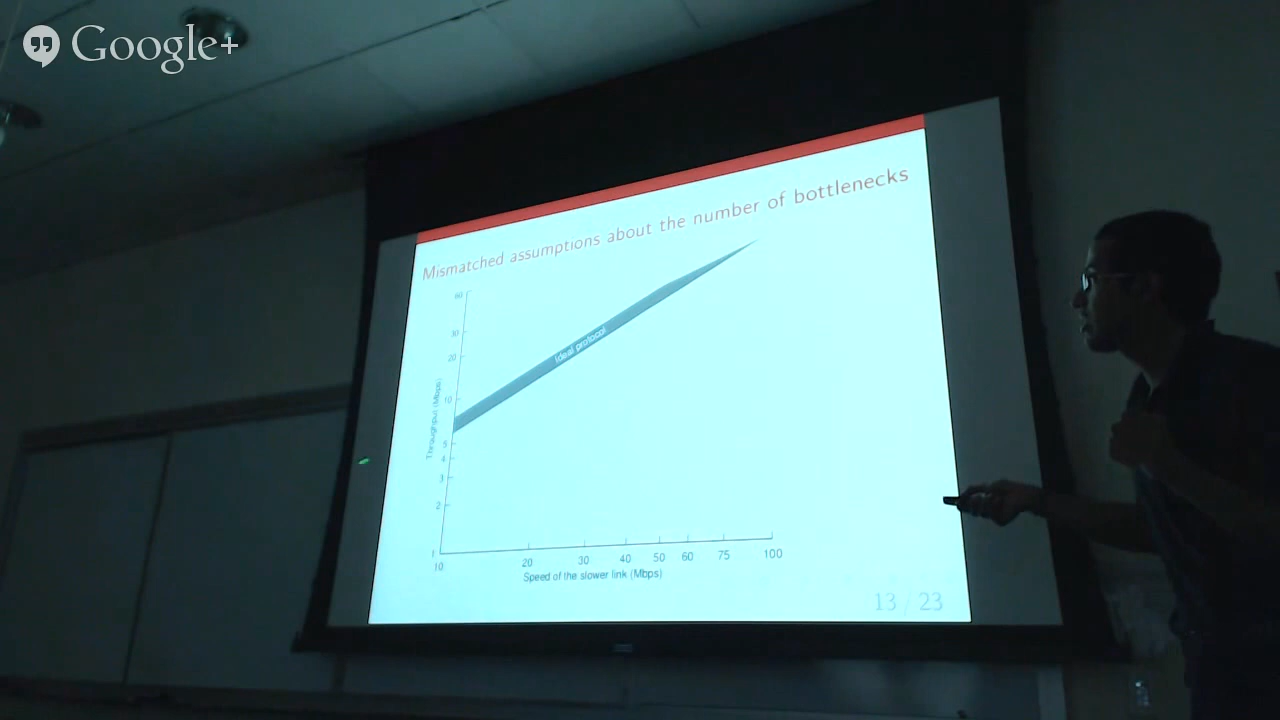 Google+
Mismatched assumptions about the number of bottlenecks
60
30
20
10
5
4
3
2
1
Throughput (Mbps)
Ideal protocol
10 20 30 40 50 60 75 100
Speed of the slower link (Mbps)
13 / 23